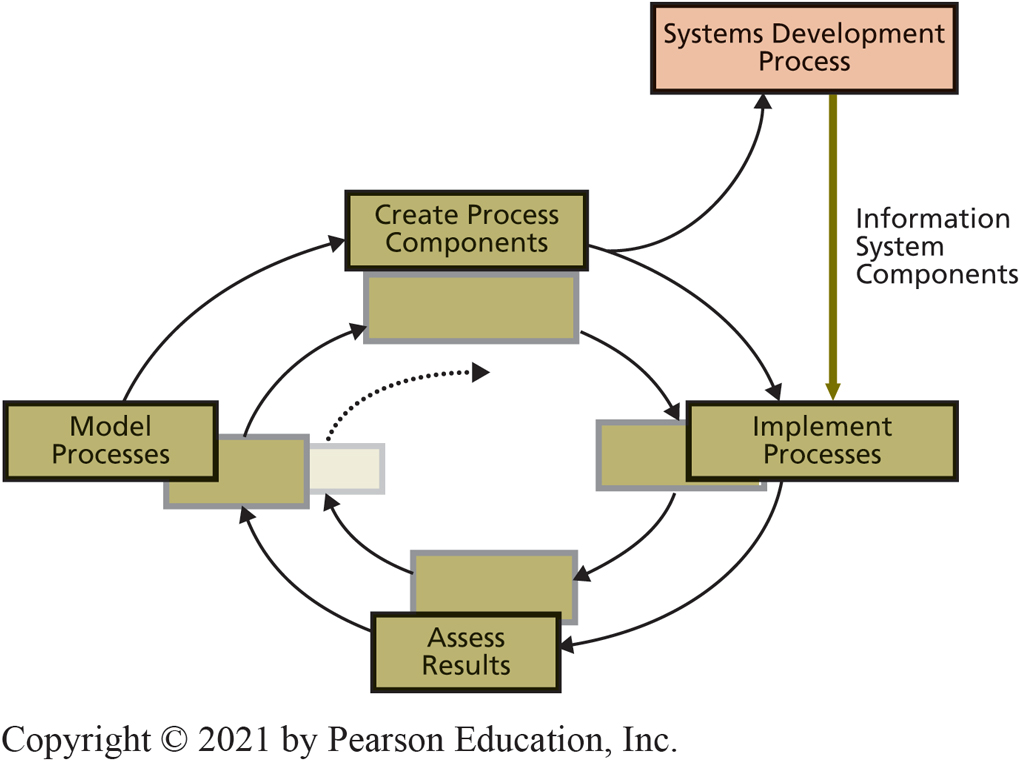 Systems Development
Process
Create Process
Components
Information
System
Components
Model
Processes
Implement
Processes
Assess
Results
Copyright © 2021 by Pearson Education, Inc.